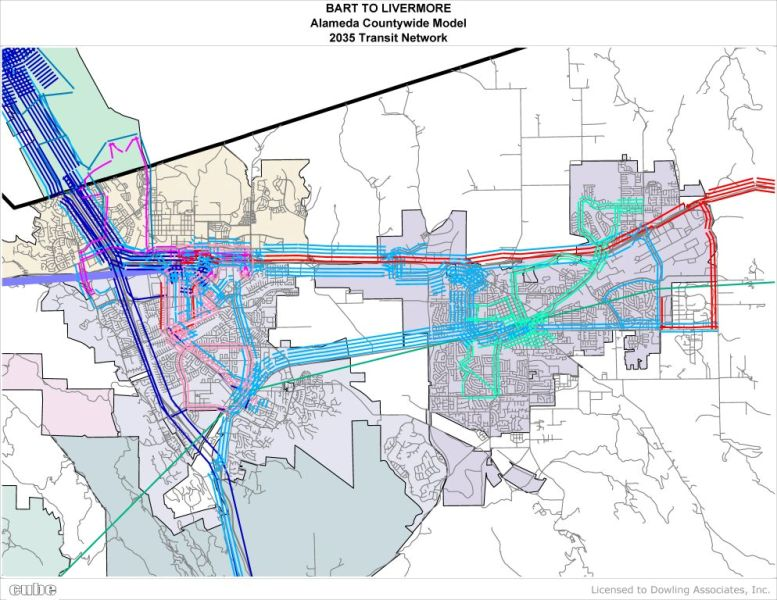 BART TO LIVERMORE
Alameda Countywide Model
2035 Transit Network
cube
Licensed to Dowling Associates, Inc.